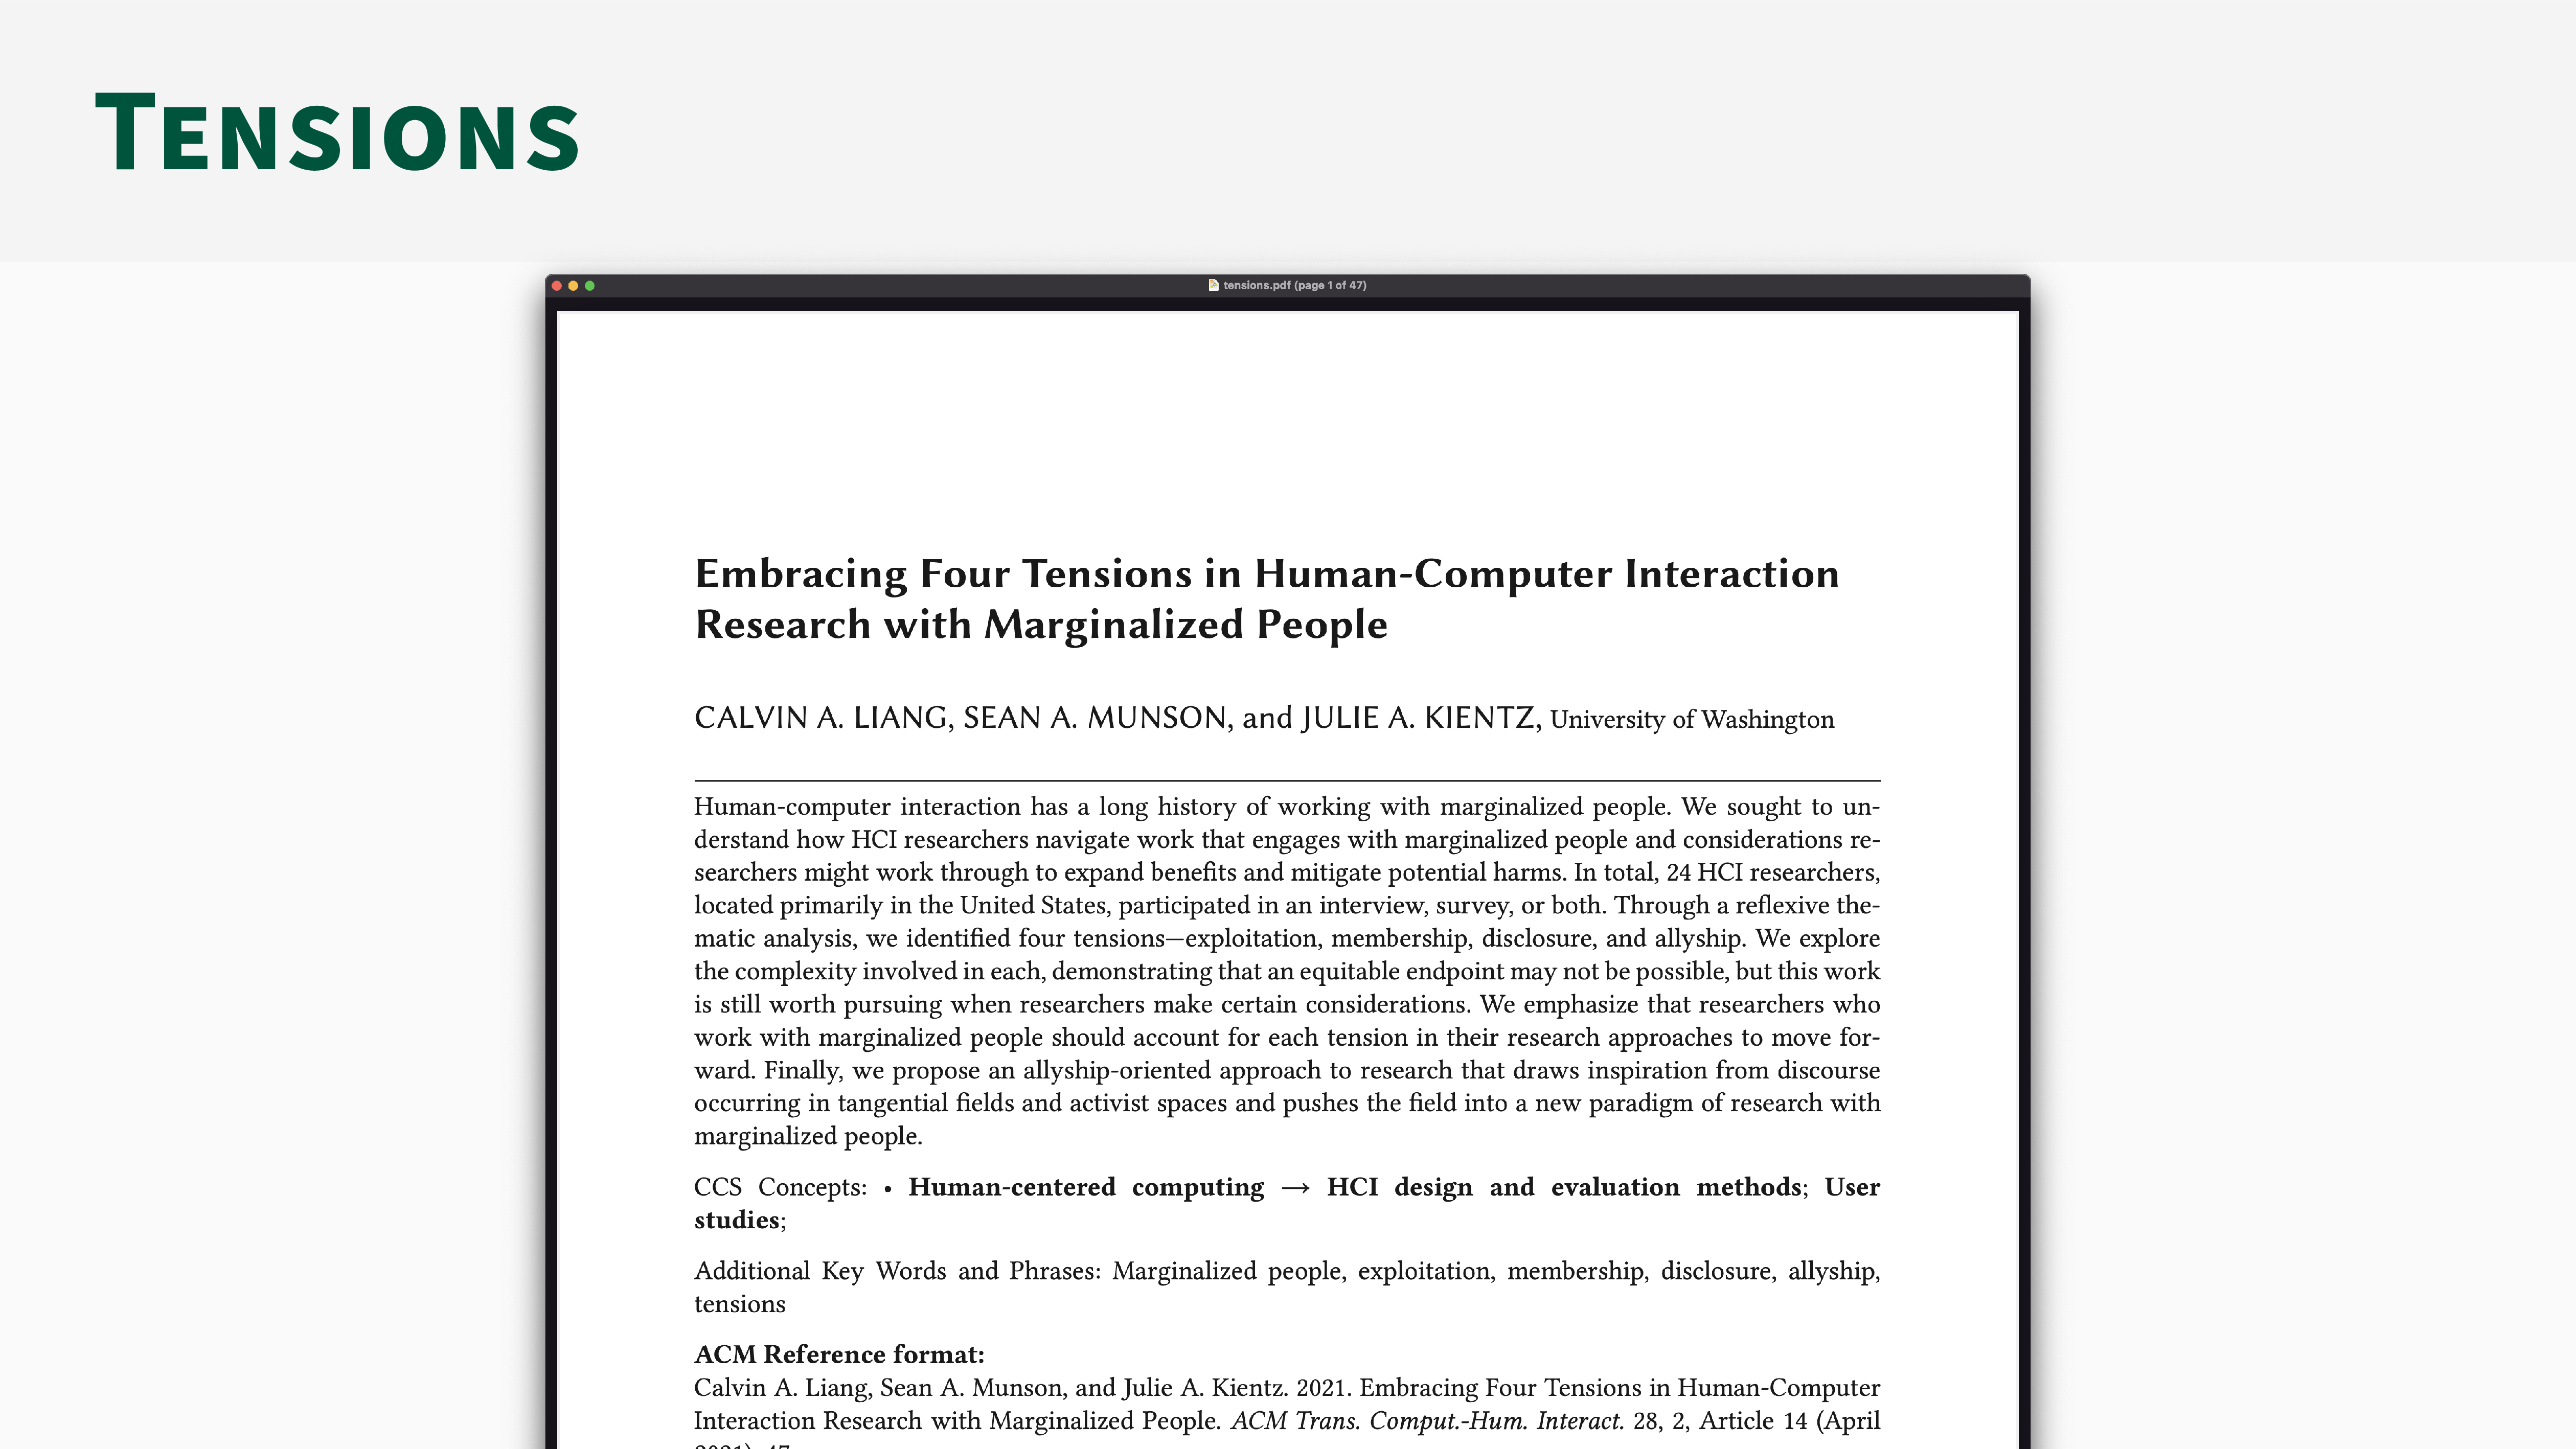 Tensions
tensions.pdf (page 1 of 47)
Embracing Four Tensions in Human-Computer Interaction
Research with Marginalized People
CALVIN A. LIANG, SEAN A. MUNSON, and JULIE A. KIENTZ, University of Washington
Human-computer interaction has a long history of working with marginalized people. We sought to un-
derstand how HCI researchers navigate work that engages with marginalized people and considerations re-
searchers might work through to expand benefits and mitigate potential harms. In total, 24 HCI researchers,
located primarily in the United States, participated in an interview, survey, or both. Through a reflexive the-
matic analysis, we identified four tensions—exploitation, membership, disclosure, and allyship. We explore
the complexity involved in each, demonstrating that an equitable endpoint may not be possible, but this work
is still worth pursuing when researchers make certain considerations. We emphasize that researchers who
work with marginalized people should account for each tension in their research approaches to move for-
ward. Finally, we propose an allyship-oriented approach to research that draws inspiration from discourse
occurring in tangential fields and activist spaces and pushes the field into a new paradigm of research with
marginalized people.
CCS Concepts: • Human-centered computing → HCI design and evaluation methods; User
studies;
Additional Key Words and Phrases: Marginalized people, exploitation, membership, disclosure, allyship,
tensions
ACM Reference format:
Calvin A. Liang, Sean A. Munson, and Julie A. Kientz. 2021. Embracing Four Tensions in Human-Computer
Interaction Research with Marginalized People. ACM Trans. Comput.-Hum. Interact. 28, 2, Article 14 (April